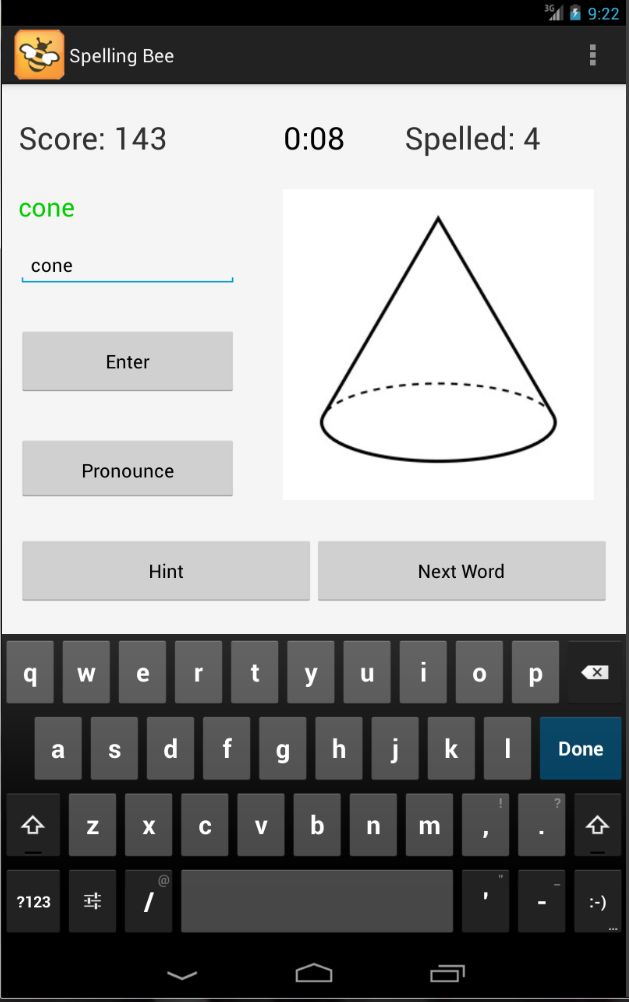 3G 9:22
Spelling Bee
Score: 143 0:08 Spelled: 4
cone
cone
Enter
Pronounce
Hint Next Word
q w e r t y u i o p
a s d f g h j k l Done
z x c v b n m , ! . ?
?123 / @ ' " - _ :-) ...